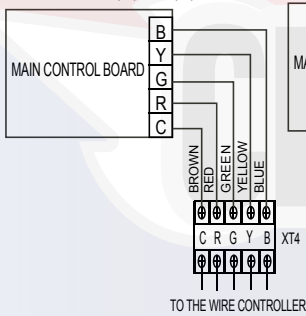 B
Y
MAIN CONTROL BOARD
G
R
C
MA
BROWN
RED
GREEN
YELLOW
BLUE
C R G Y B XT4
TO THE WIRE CONTROLLER